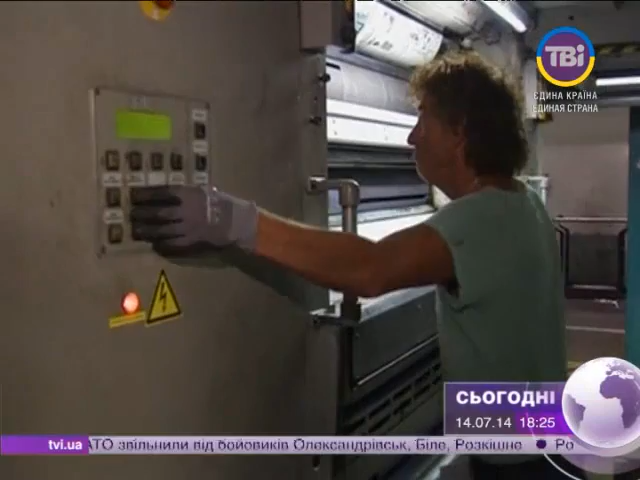 ТВі
ЄДИНА КРАЇНА
ЕДИНАЯ СТРАНА
СЬОГОДНІ
14.07.14 18:25
tvi.ua АТО звільнили від бойовиків Олександрівськ, Біле, Розкішне ● Ро